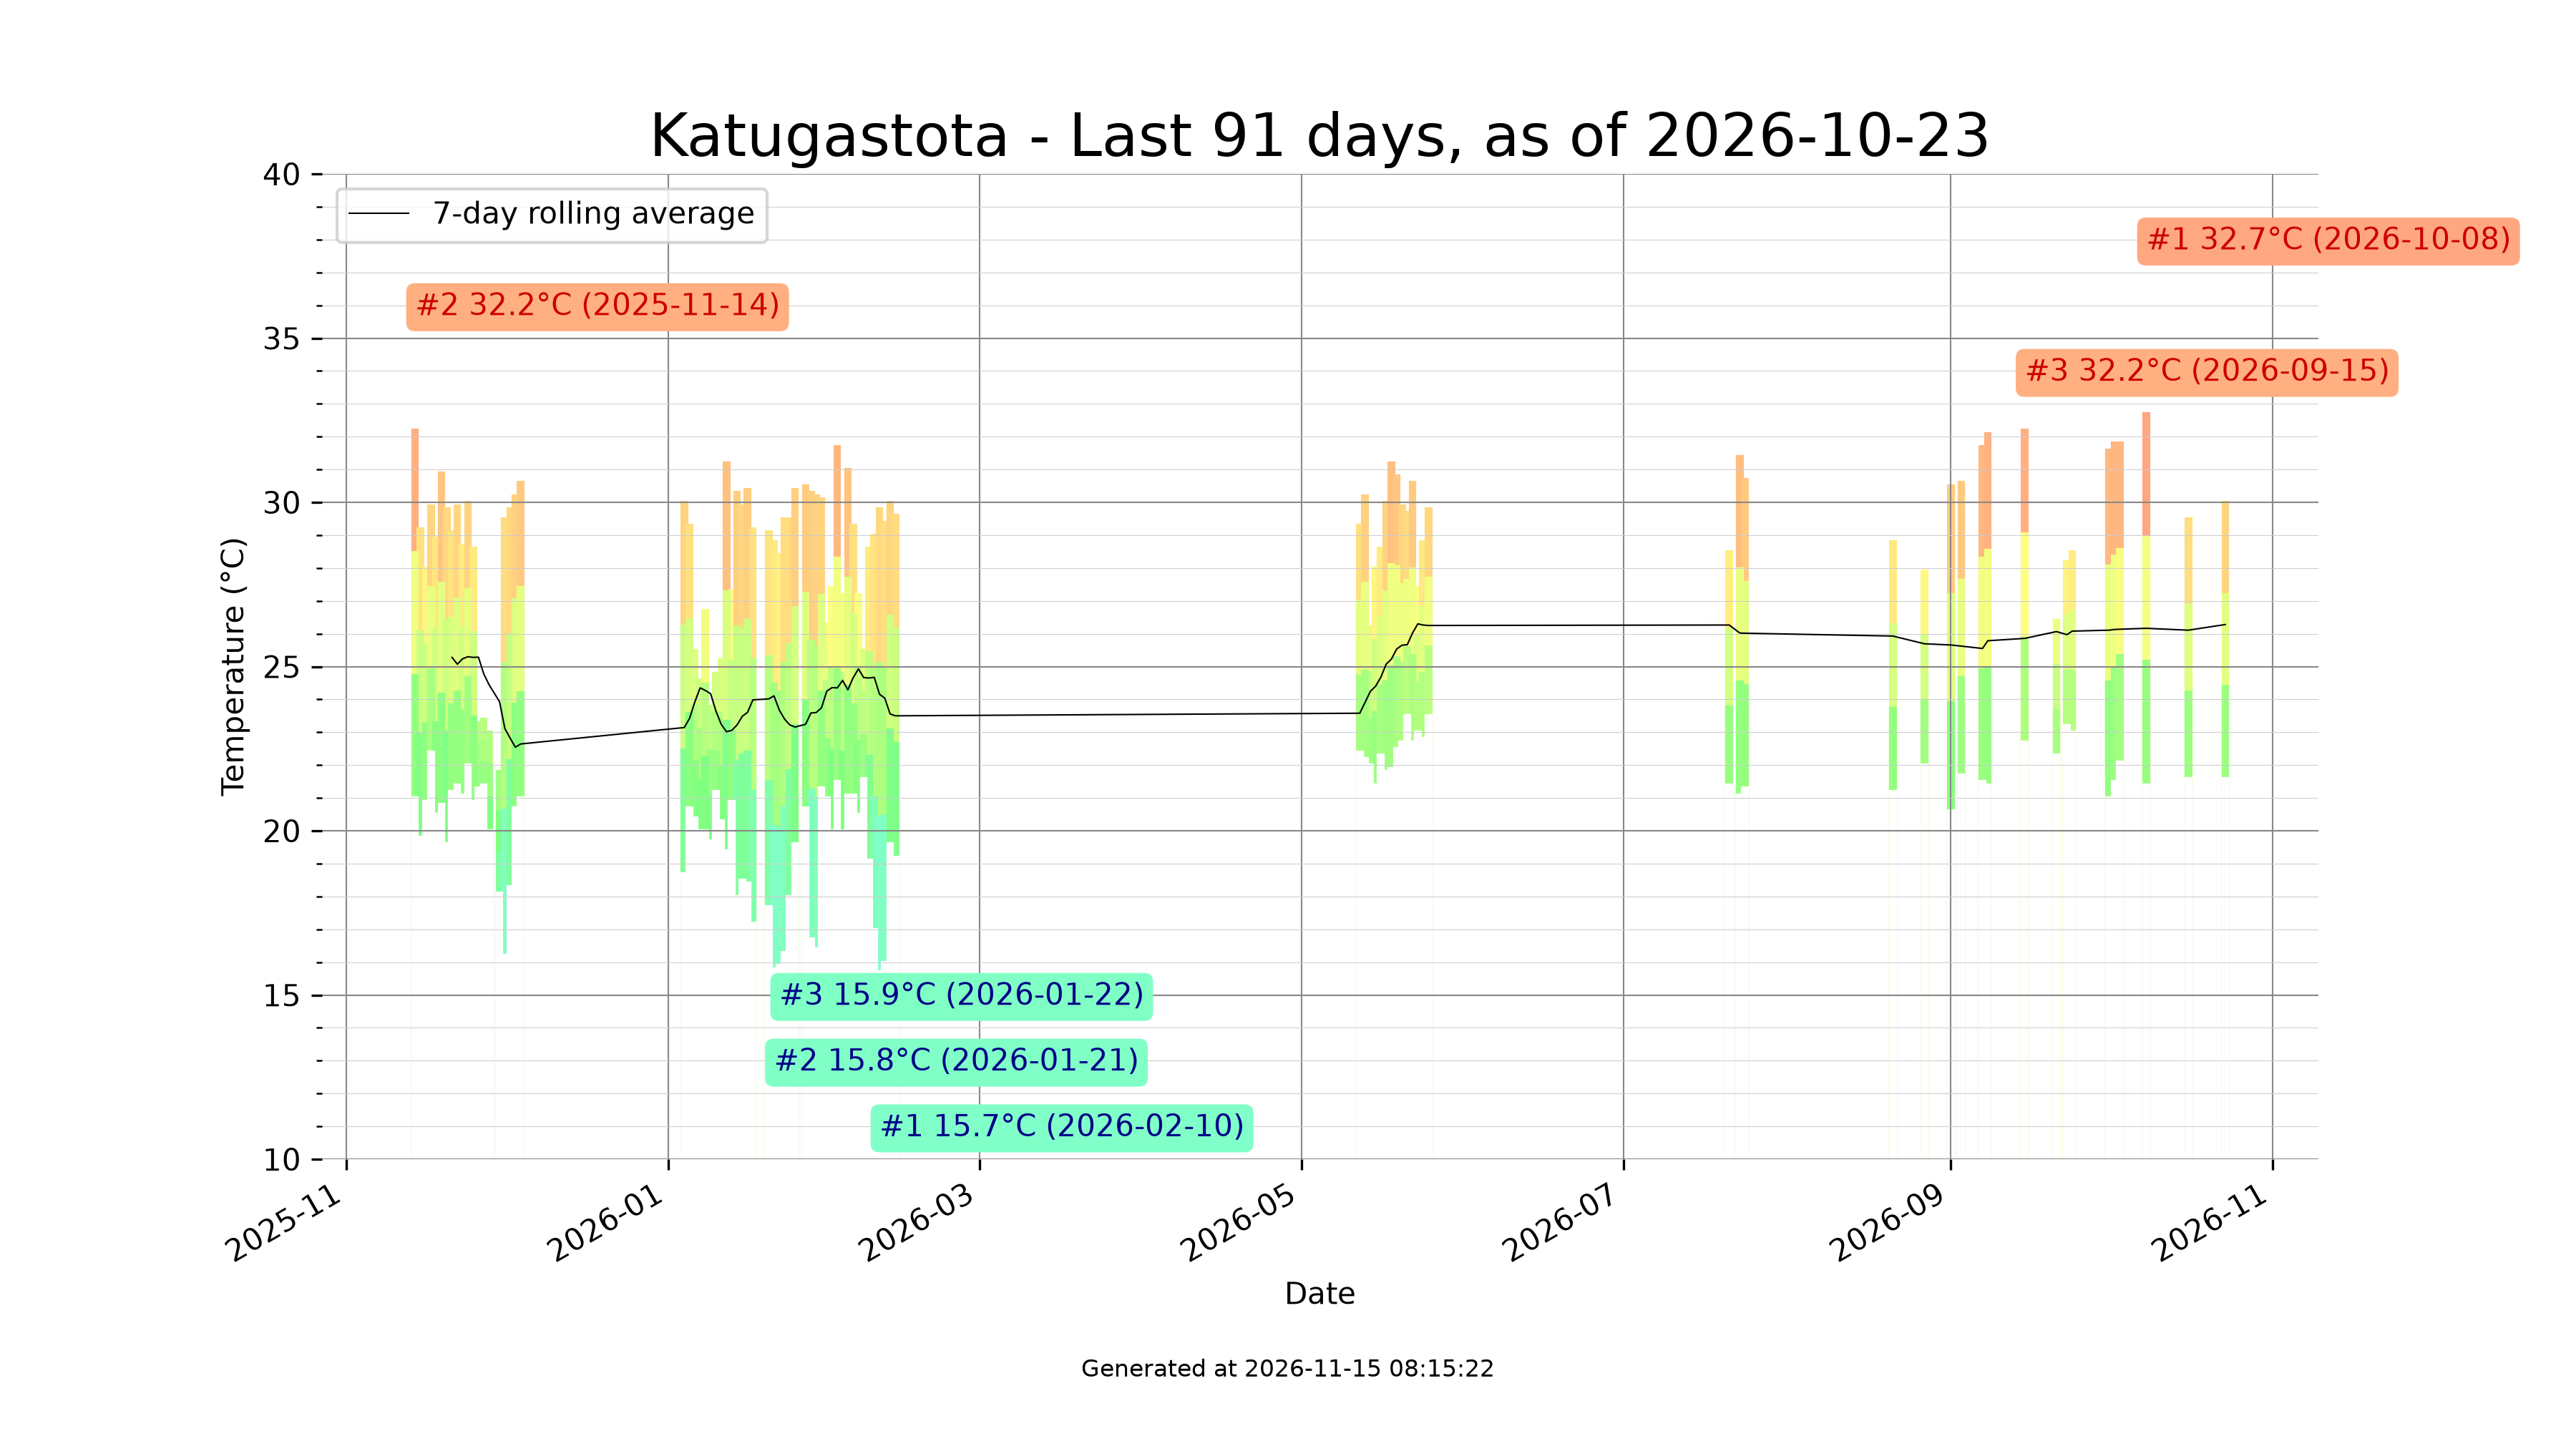 Katugastota - Last 91 days, as of 2026-10-23
40
7-day rolling average
#1 32.7°C (2026-10-08)
#2 32.2°C (2025-11-14)
35
#3 32.2°C (2026-09-15)
30
Temperature (°C)
25
20
15
#3 15.9°C (2026-01-22)
#2 15.8°C (2026-01-21)
#1 15.7°C (2026-02-10)
10
2025-11
2026-01
2026-03
2026-05
2026-07
2026-09
2026-11
Date
Generated at 2026-11-15 08:15:22